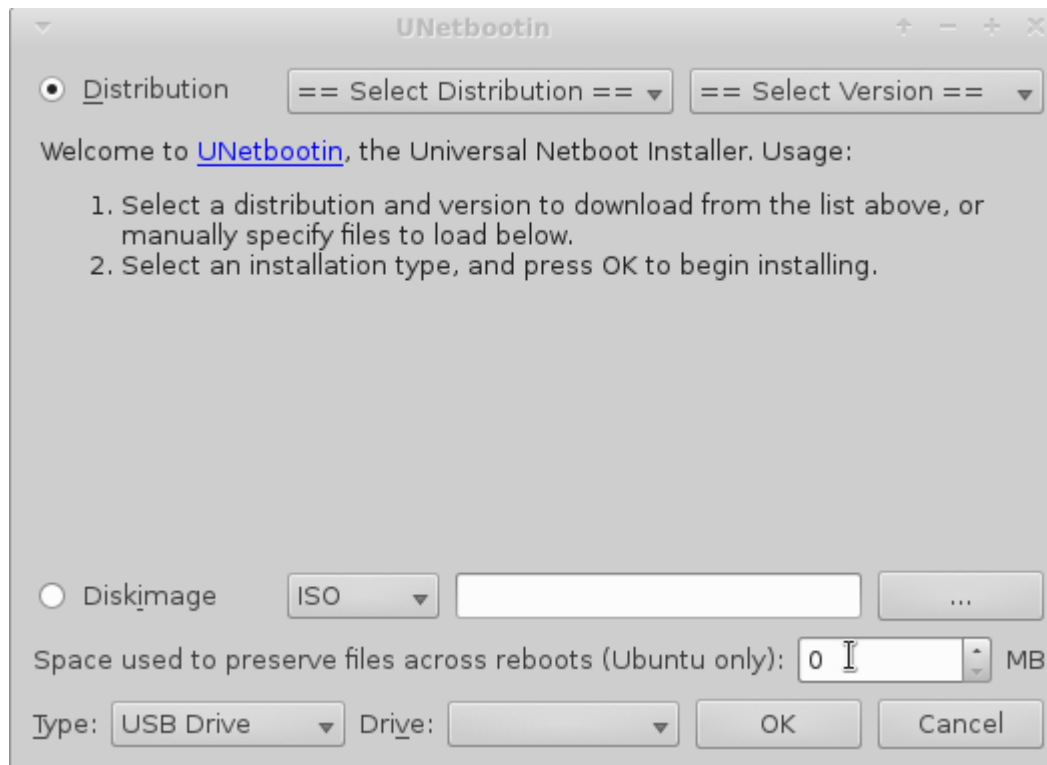 UNetbootin
Distribution == Select Distribution == == Select Version ==
Welcome to UNetbootin, the Universal Netboot Installer. Usage:
1. Select a distribution and version to download from the list above, or
manually specify files to load below.
2. Select an installation type, and press OK to begin installing.
Diskimage ISO ...
Space used to preserve files across reboots (Ubuntu only): 0 MB
Type: USB Drive Drive: OK Cancel